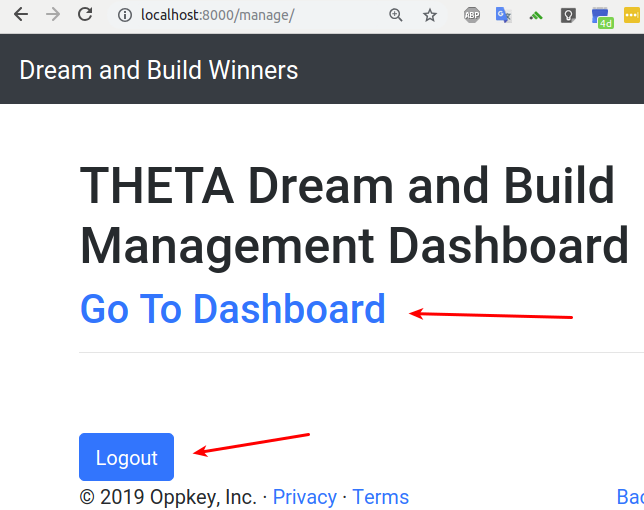 localhost:8000/manage/
ABP
4d
Dream and Build Winners
THETA Dream and Build
Management Dashboard
Go To Dashboard
Logout
© 2019 Oppkey, Inc. · Privacy · Terms
Bac